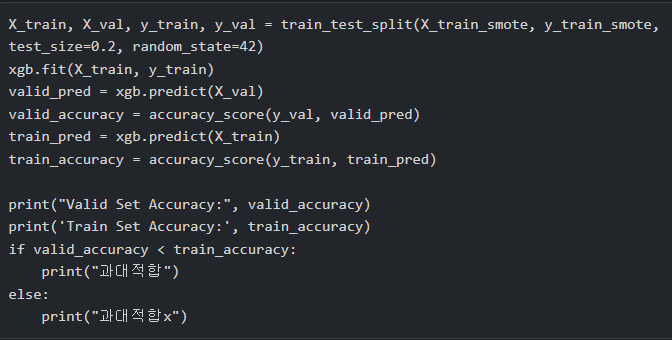 X_train, X_val, y_train, y_val = train_test_split(X_train_smote, y_train_smote,
test_size=0.2, random_state=42)
xgb.fit(X_train, y_train)
valid_pred = xgb.predict(X_val)
valid_accuracy = accuracy_score(y_val, valid_pred)
train_pred = xgb.predict(X_train)
train_accuracy = accuracy_score(y_train, train_pred)

print("Valid Set Accuracy:", valid_accuracy)
print('Train Set Accuracy:', train_accuracy)
if valid_accuracy < train_accuracy:
    print("과대적합")
else:
    print("과대적합x")